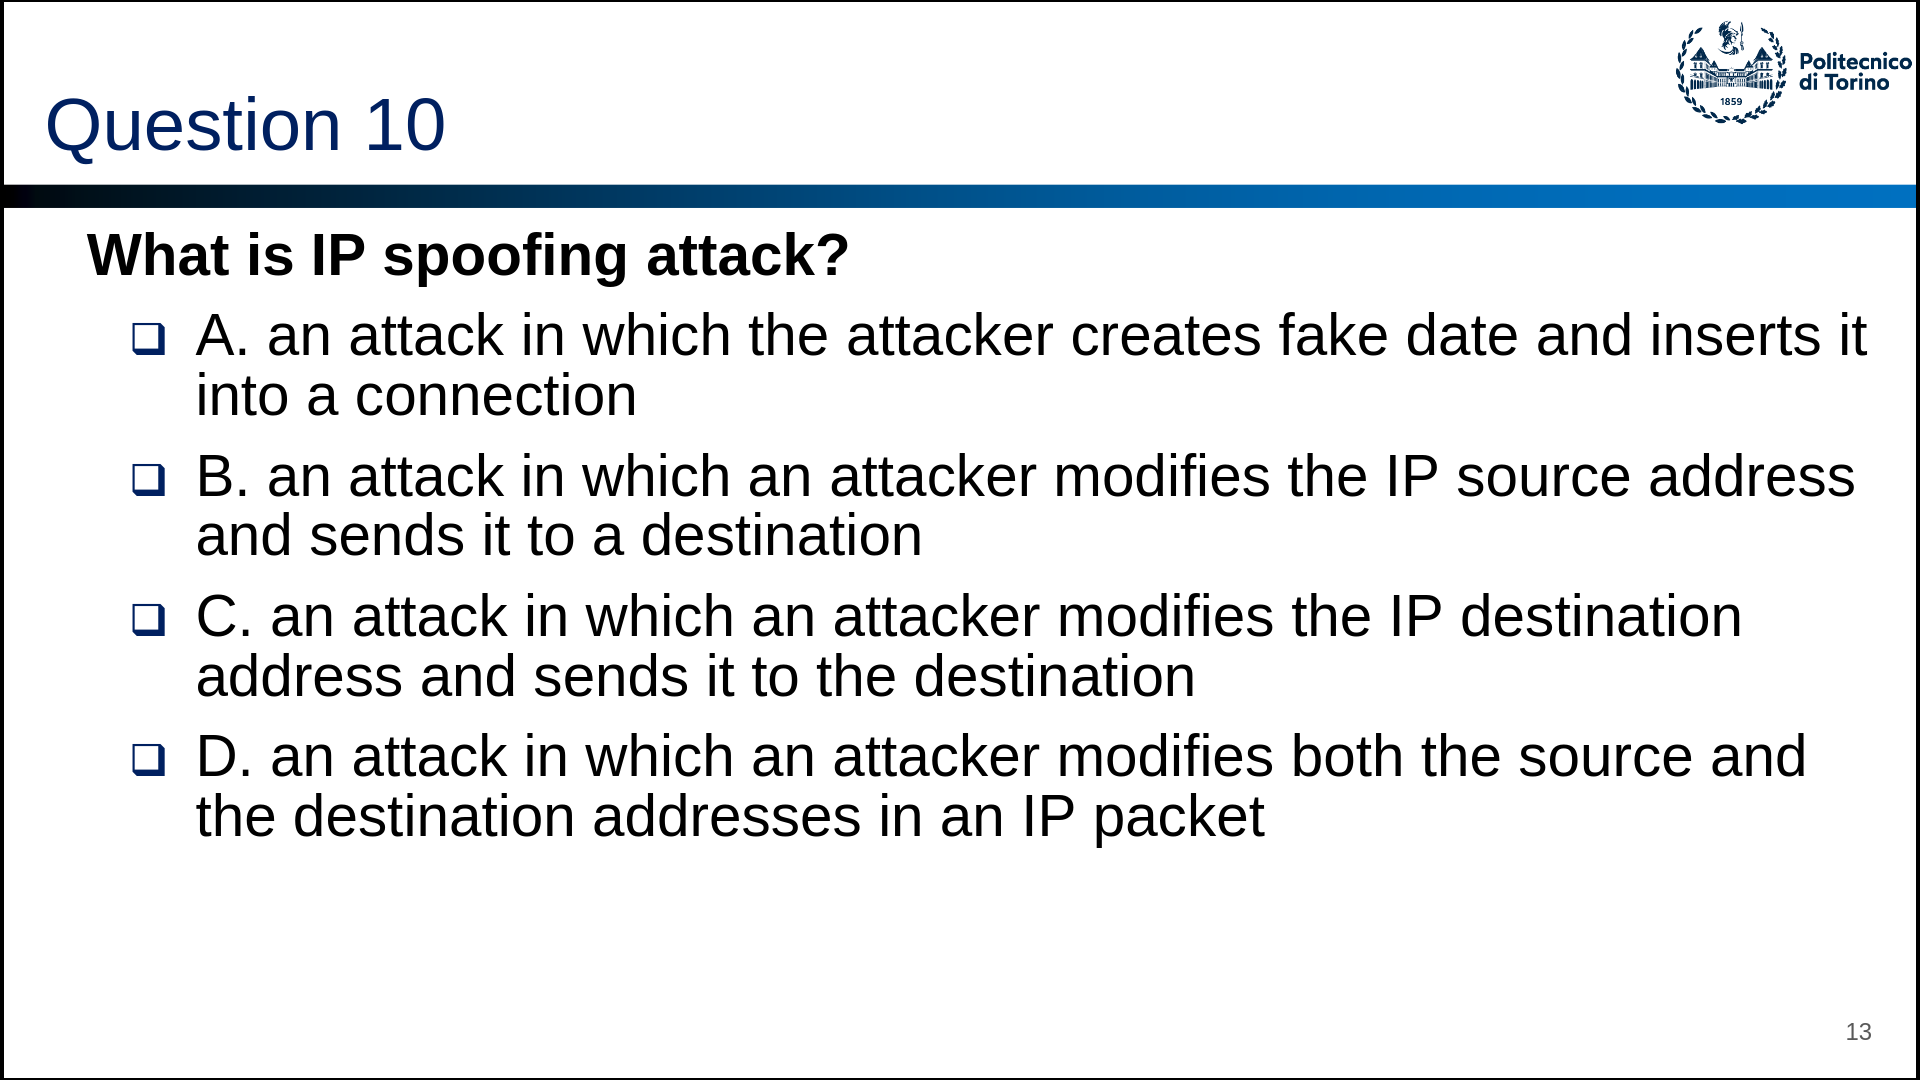 Politecnico
di Torino
1859
Question 10
What is IP spoofing attack?
A. an attack in which the attacker creates fake date and inserts it
into a connection
B. an attack in which an attacker modifies the IP source address
and sends it to a destination
C. an attack in which an attacker modifies the IP destination
address and sends it to the destination
D. an attack in which an attacker modifies both the source and
the destination addresses in an IP packet
13